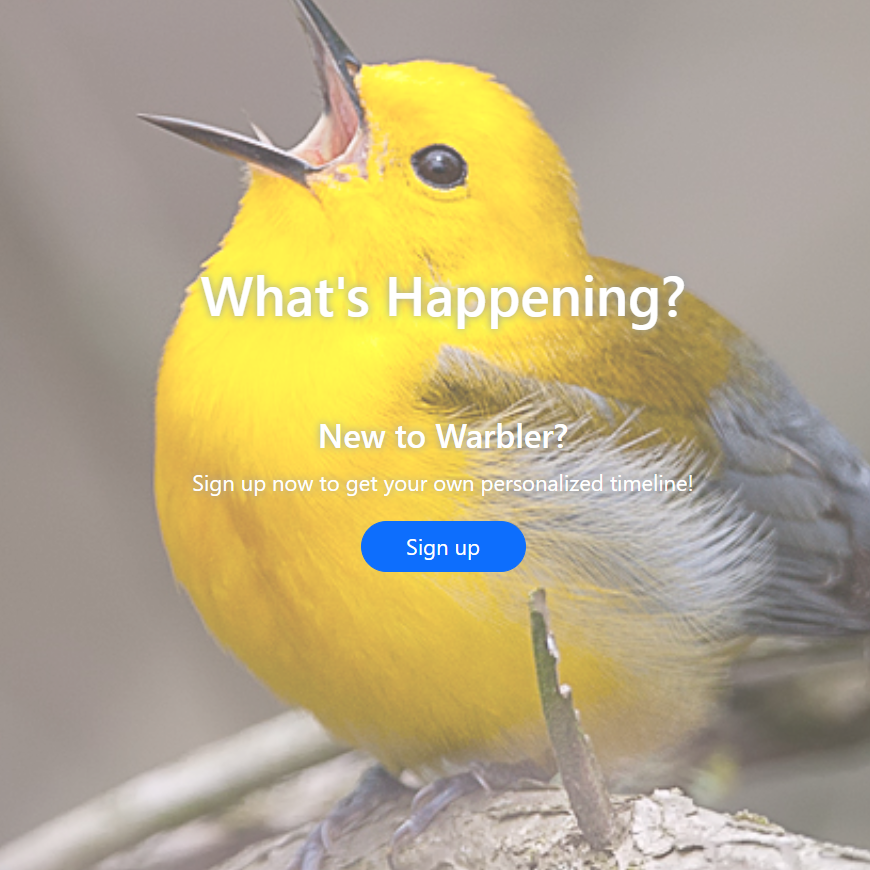 What's Happening?
New to Warbler?
Sign up now to get your own personalized timeline!
Sign up